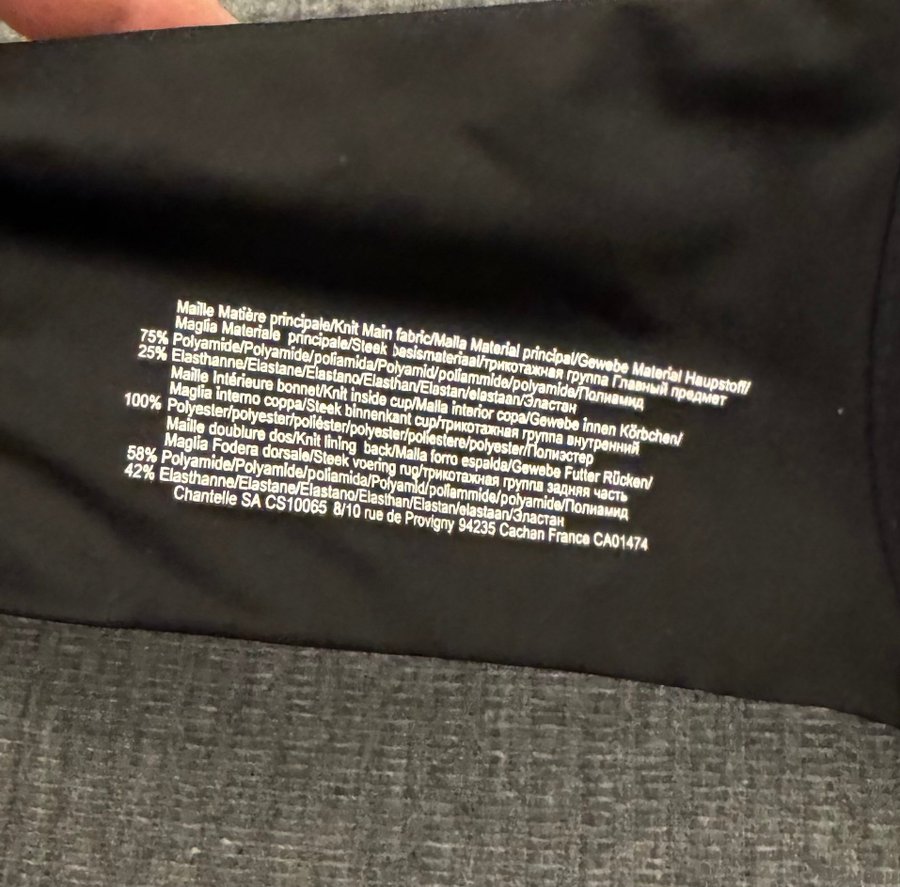 Maille Matière principale/Knit Main fabric/Malla Material principal/Gewebe Material Haupstoff/
Maglia Materiale principale/Steek basismateriaal/трикотажная группа Главный предмет
75% Polyamide/Polyamide/poliamida/Polyamid/poliammide/polyamide/Полиамид
25% Elasthanne/Elastane/Elastano/Elasthan/Elastan/elastaan/Эластан
Maille Intérieure bonnet/Knit inside cup/Malla interior copa/Gewebe innen Körbchen/
Maglia interno coppa/Steek binnenkant cup/трикотажная группа внутренний
100% Polyester/polyester/poliéster/polyester/poliestere/polyester/Полиэстер
Maille doublure dos/Knit lining back/Malla forro espalda/Gewebe Futter Rücken/
Maglia Fodera dorsale/Steek voering rug/трикотажная группа задняя часть
58% Polyamide/Polyamide/poliamida/Polyamid/poliammide/polyamide/Полиамид
42% Elasthanne/Elastane/Elastano/Elasthan/Elastan/elastaan/Эластан
Chantelle SA CS10065 8/10 rue de Provigny 94235 Cachan France CA01474